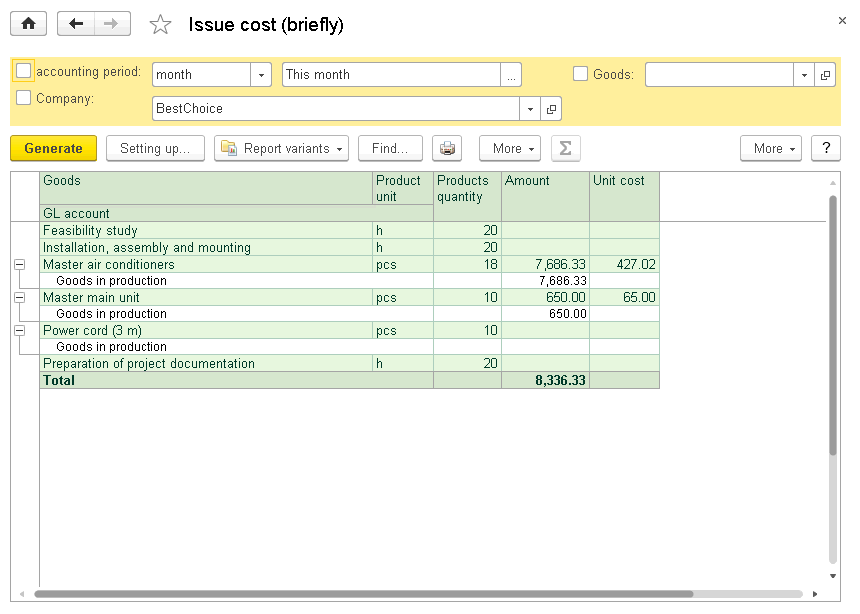 Issue cost (briefly)
accounting period: month This month ... Goods:
Company: BestChoice
Generate Setting up... Report variants Find... More Σ More ?
Goods Product unit Products quantity Amount Unit cost
GL account
Feasibility study h 20
Installation, assembly and mounting h 20
Master air conditioners pcs 18 7,686.33 427.02
Goods in production 7,686.33
Master main unit pcs 10 650.00 65.00
Goods in production 650.00
Power cord (3 m) pcs 10
Goods in production
Preparation of project documentation h 20
Total 8,336.33